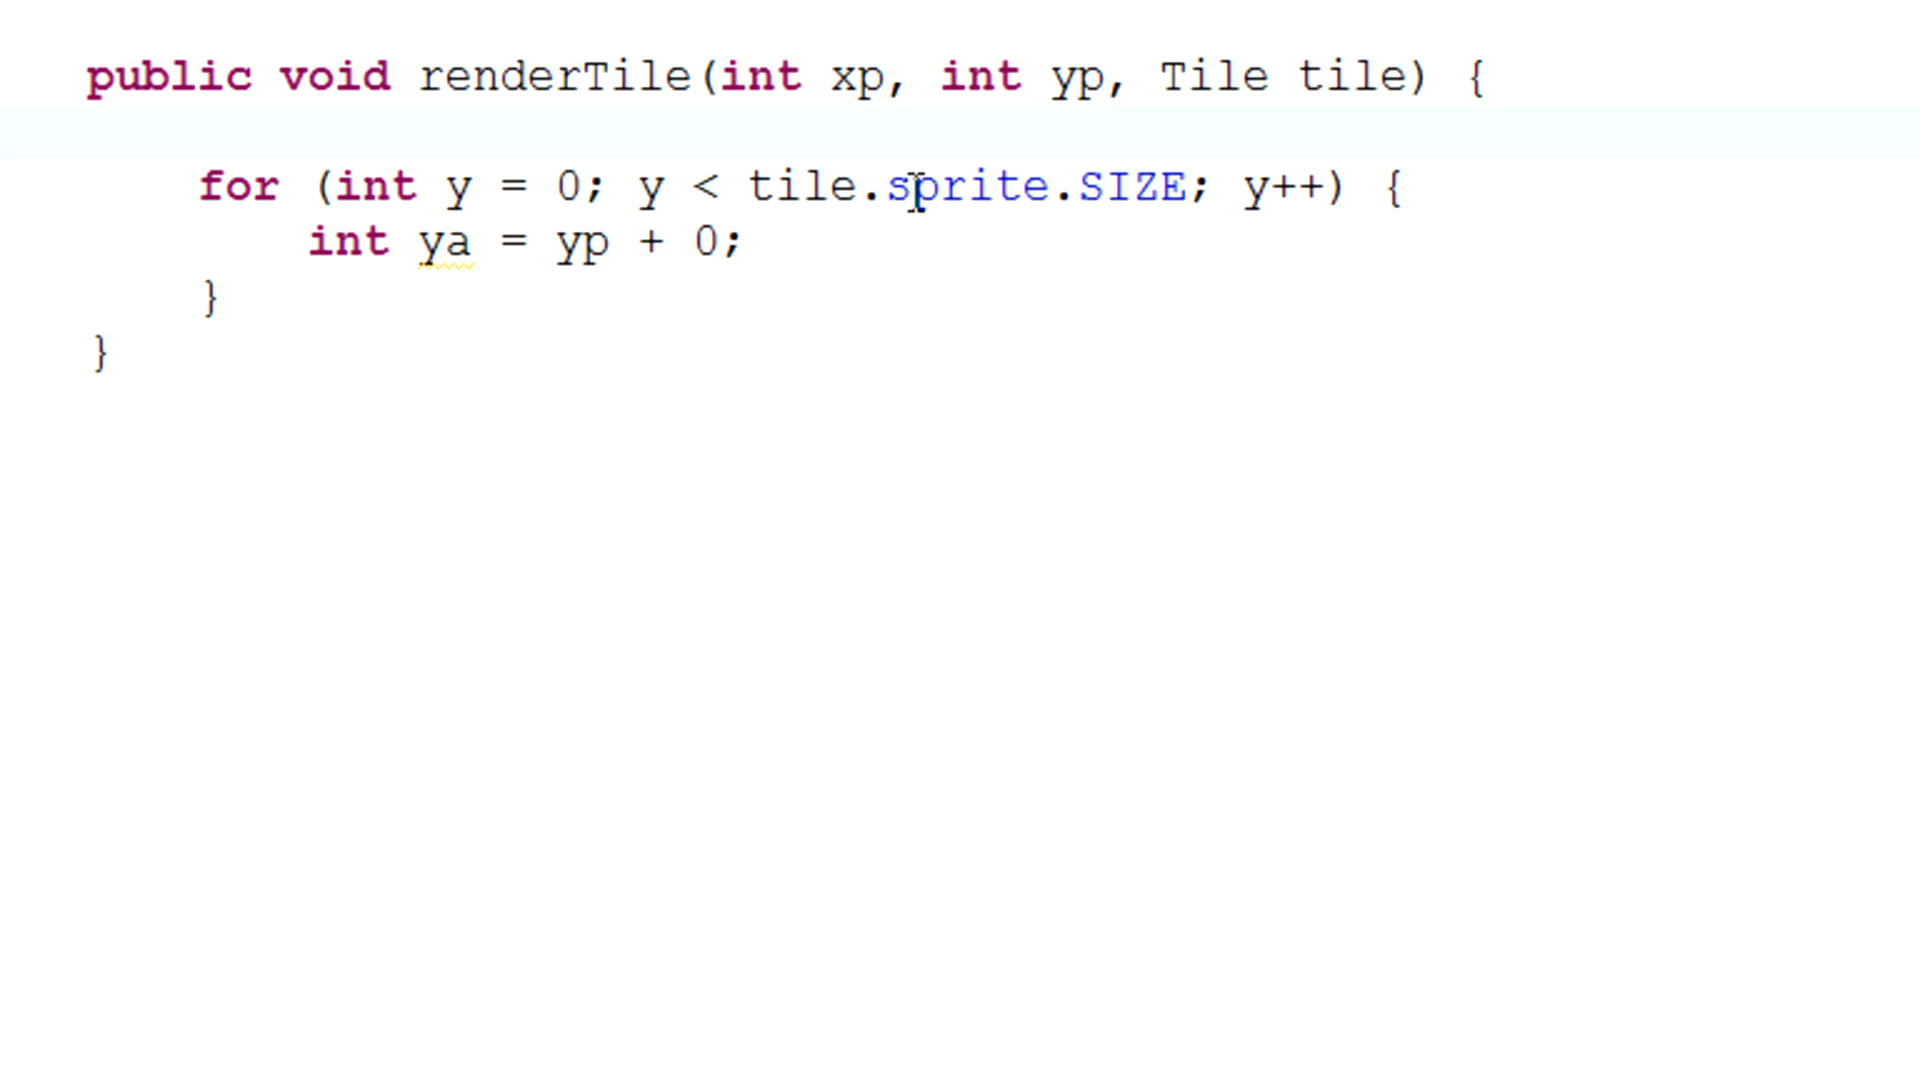 public void renderTile(int xp, int yp, Tile tile) {
for (int y = 0; y < tile.sprite.SIZE; y++) {
int ya = yp + 0;
}
}